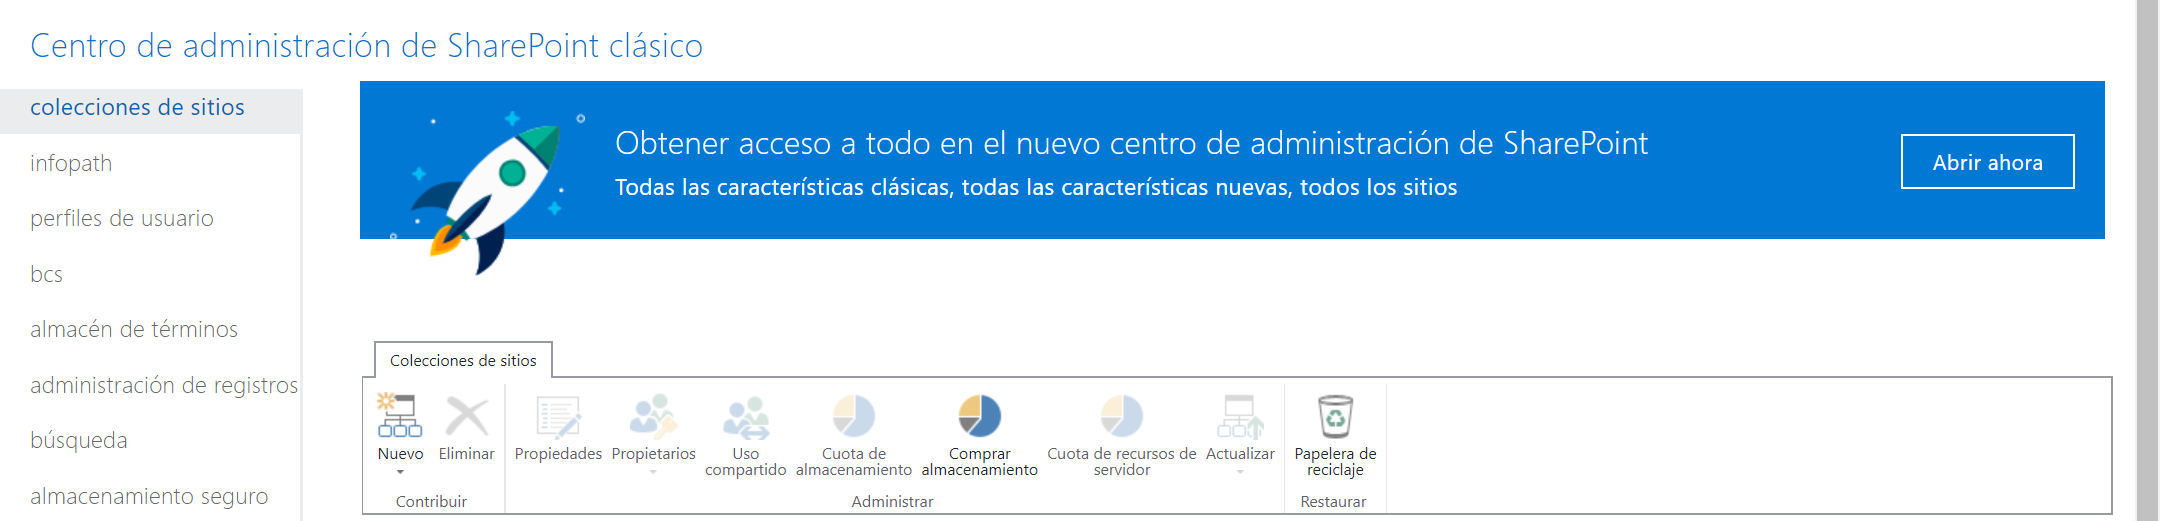 Centro de administración de SharePoint clásico
colecciones de sitios
infopath
perfiles de usuario
bcs
almacén de términos
administración de registros
búsqueda
almacenamiento seguro
Obtener acceso a todo en el nuevo centro de administración de SharePoint
Todas las características clásicas, todas las características nuevas, todos los sitios
Abrir ahora
Colecciones de sitios
Nuevo
Eliminar
Contribuir
Propiedades
Propietarios
Uso
compartido
Cuota de
almacenamiento
Comprar
almacenamiento
Cuota de recursos de
servidor
Actualizar
Administrar
Papelera de
reciclaje
Restaurar